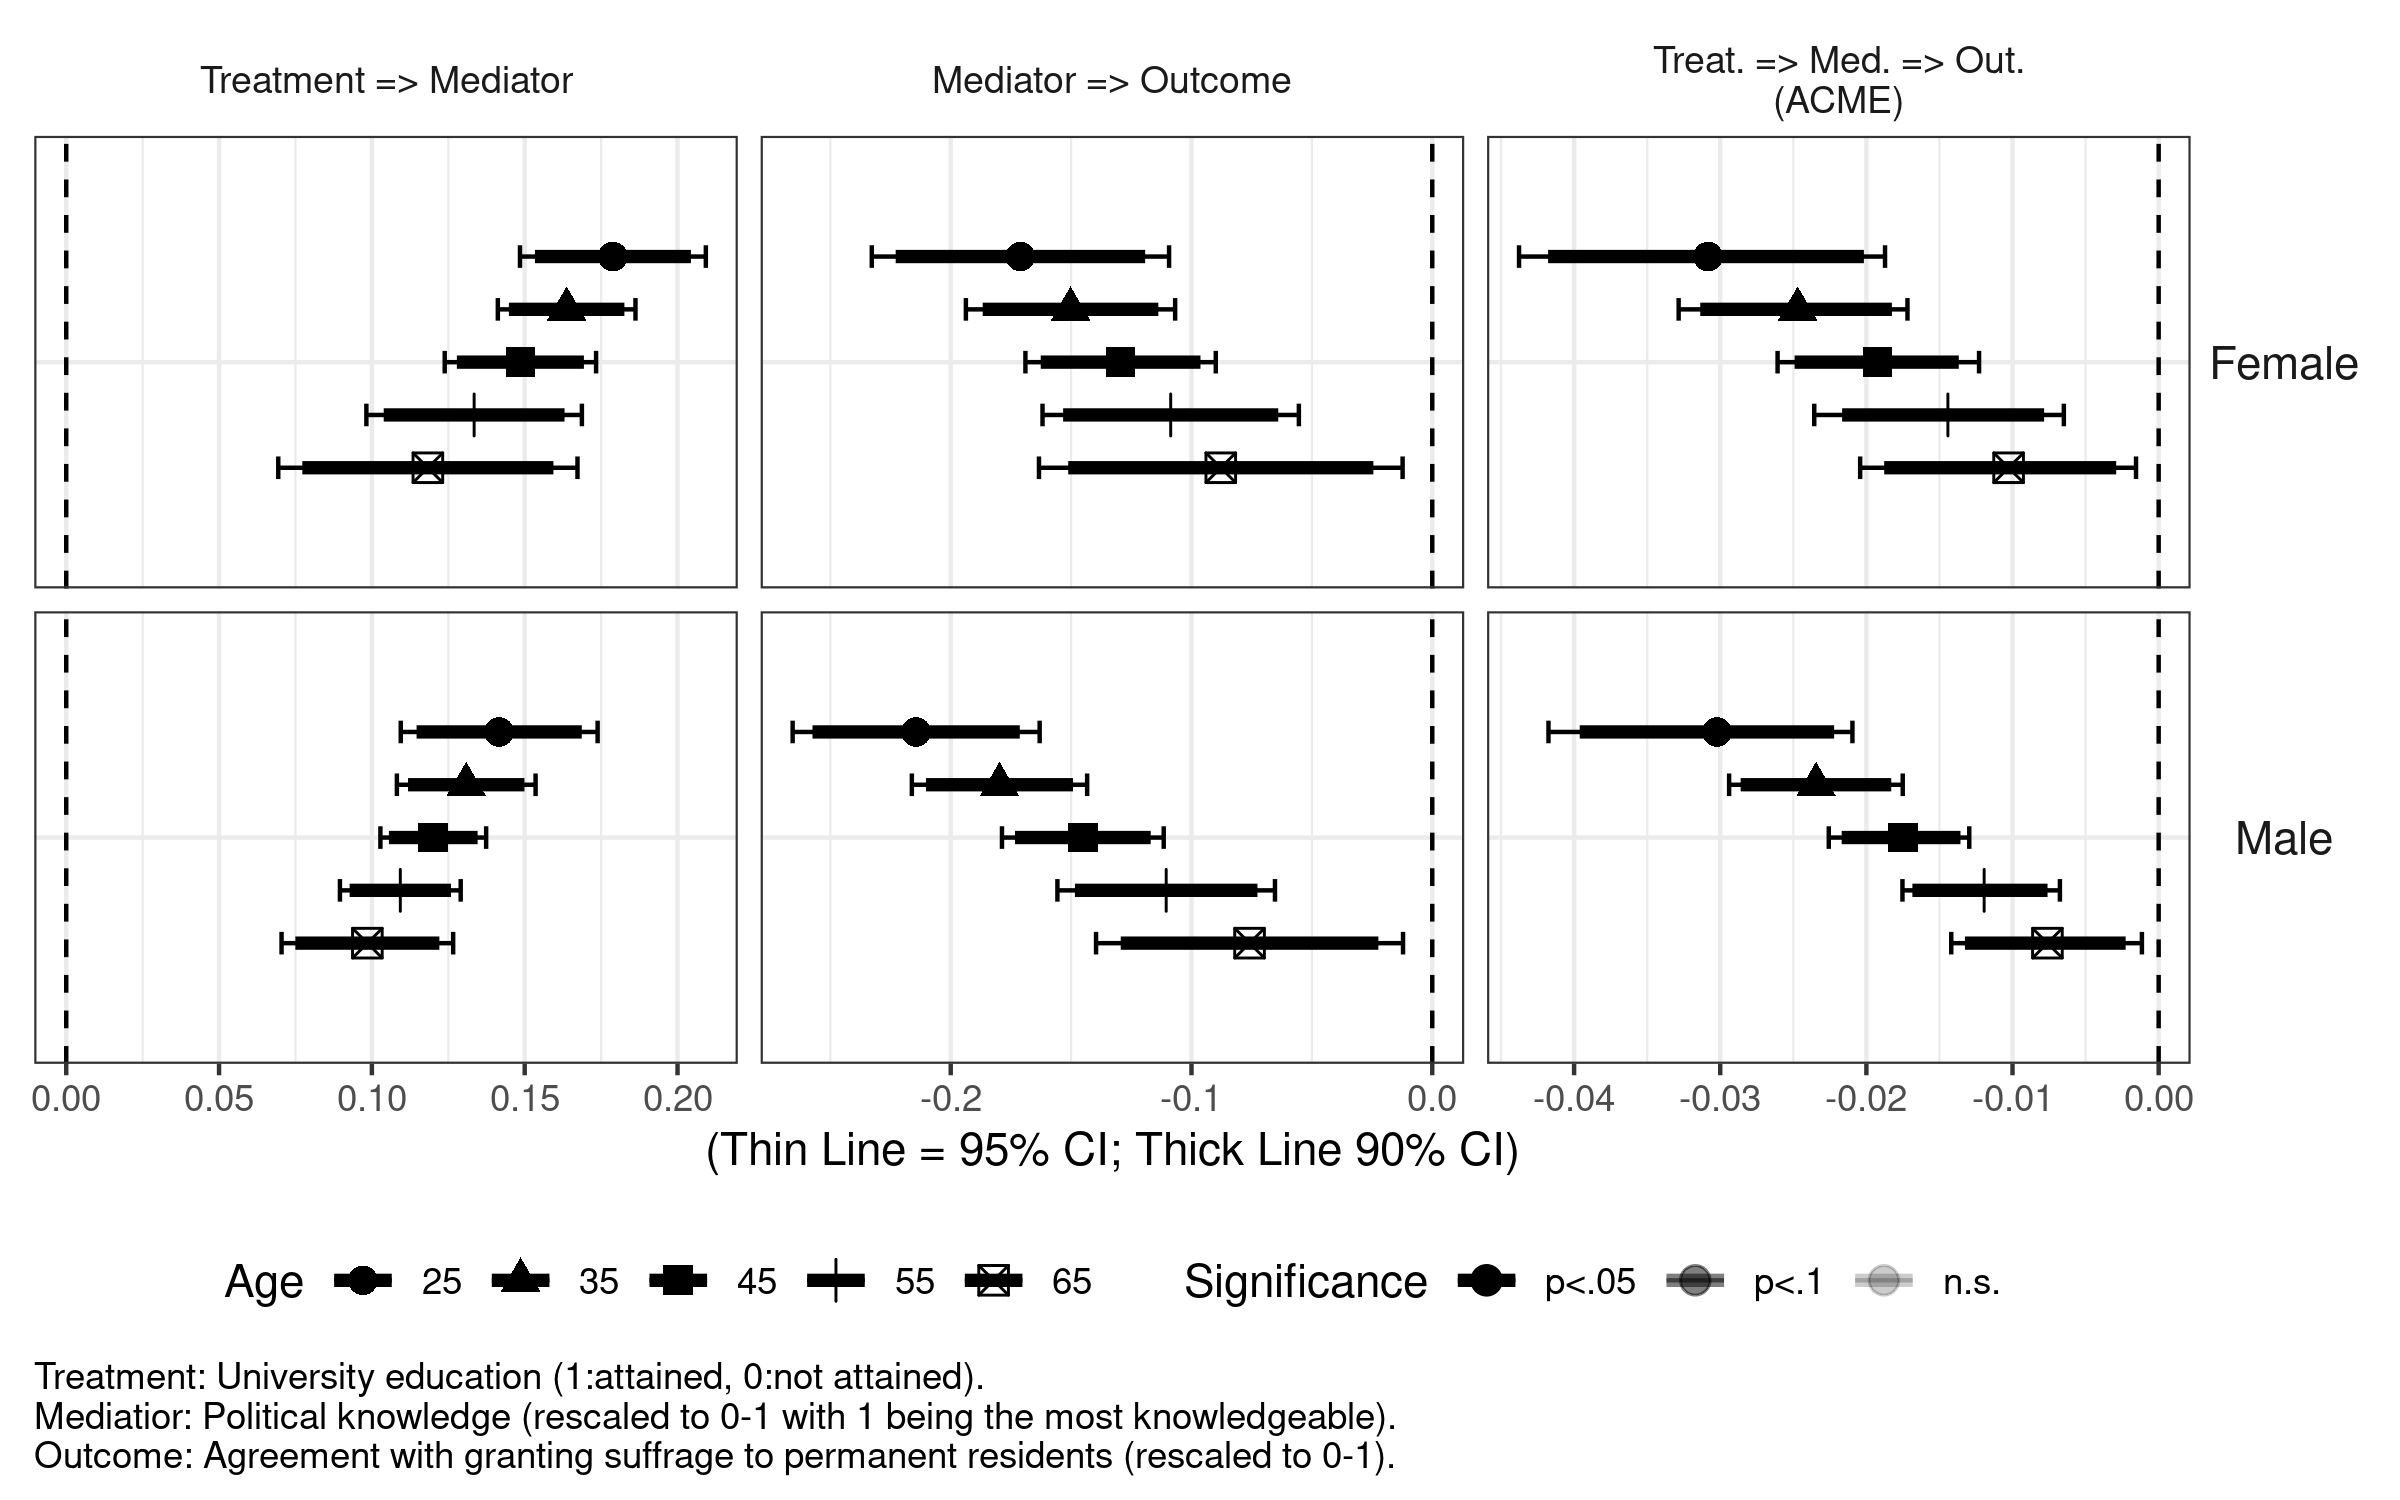 Treatment => Mediator
Mediator => Outcome
Treat. => Med. => Out.
(ACME)
Female
Male
0.00 0.05 0.10 0.15 0.20
-0.2 -0.1 0.0
-0.04 -0.03 -0.02 -0.01 0.00
(Thin Line = 95% CI; Thick Line 90% CI)
Age 25 35 45 55 65 Significance p<.05 p<.1 n.s.
Treatment: University education (1:attained, 0:not attained).
Mediatior: Political knowledge (rescaled to 0-1 with 1 being the most knowledgeable).
Outcome: Agreement with granting suffrage to permanent residents (rescaled to 0-1).